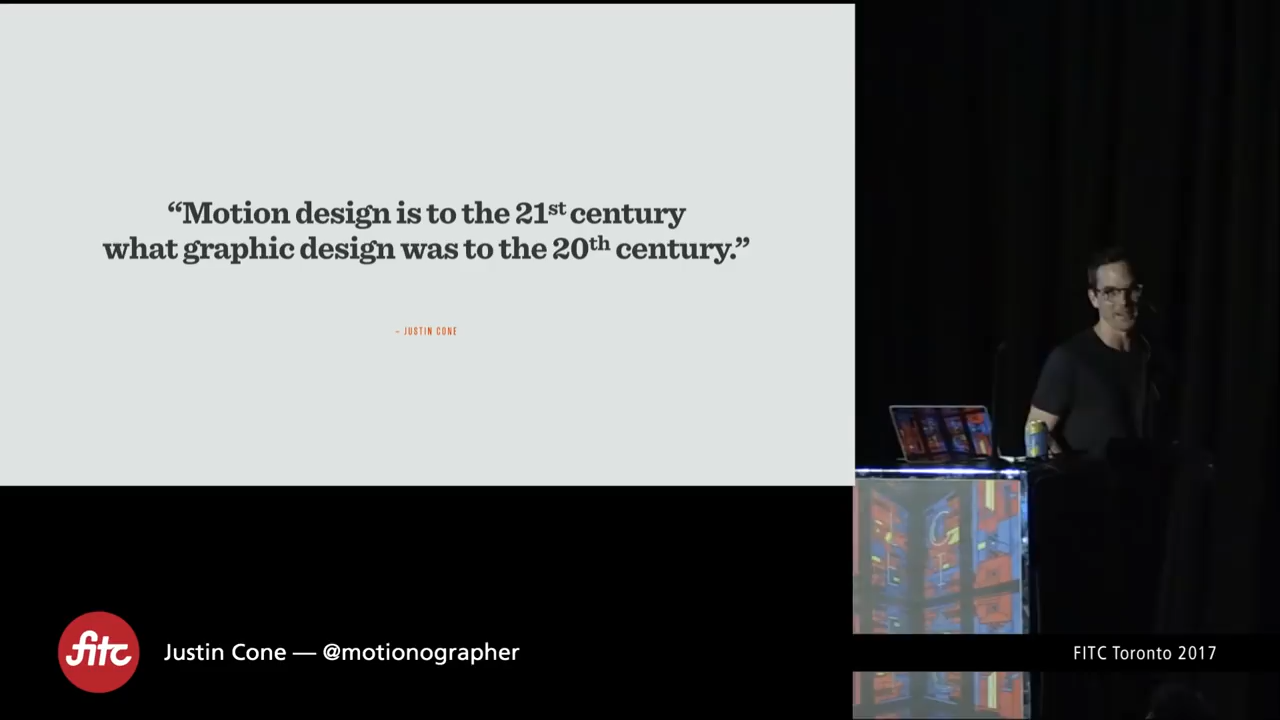 “Motion design is to the 21st century
what graphic design was to the 20th century.”
– JUSTIN CONE
fitc
Justin Cone — @motionographer
FITC Toronto 2017